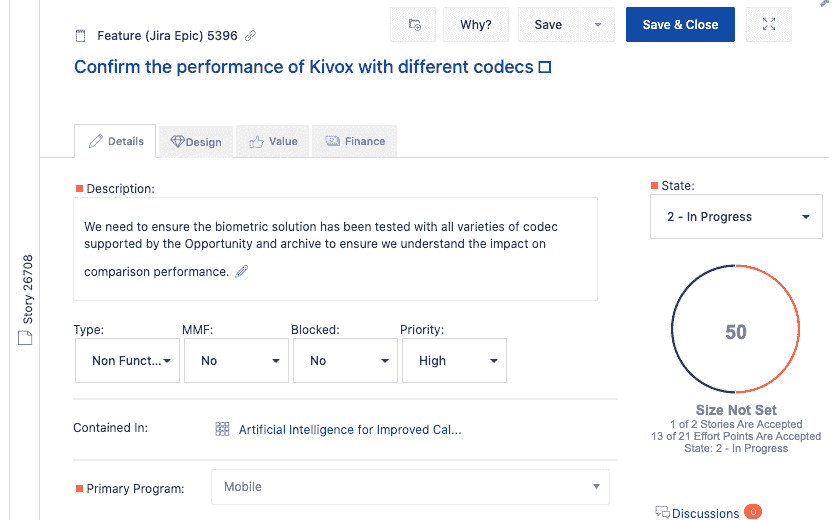 Feature (Jira Epic) 5396
Why?
Save
Save & Close
Confirm the performance of Kivox with different codecs
Details
Design
Value
Finance
Description:
We need to ensure the biometric solution has been tested with all varieties of codec
supported by the Opportunity and archive to ensure we understand the impact on
comparison performance.
State:
2 - In Progress
Story 26708
50
Type:
MMF:
Blocked:
Priority:
Non Funct...
No
No
High
Size Not Set
1 of 2 Stories Are Accepted
13 of 21 Effort Points Are Accepted
State: 2 - In Progress
Contained In:
Artificial Intelligence for Improved Cal...
Primary Program:
Mobile
Discussions 0